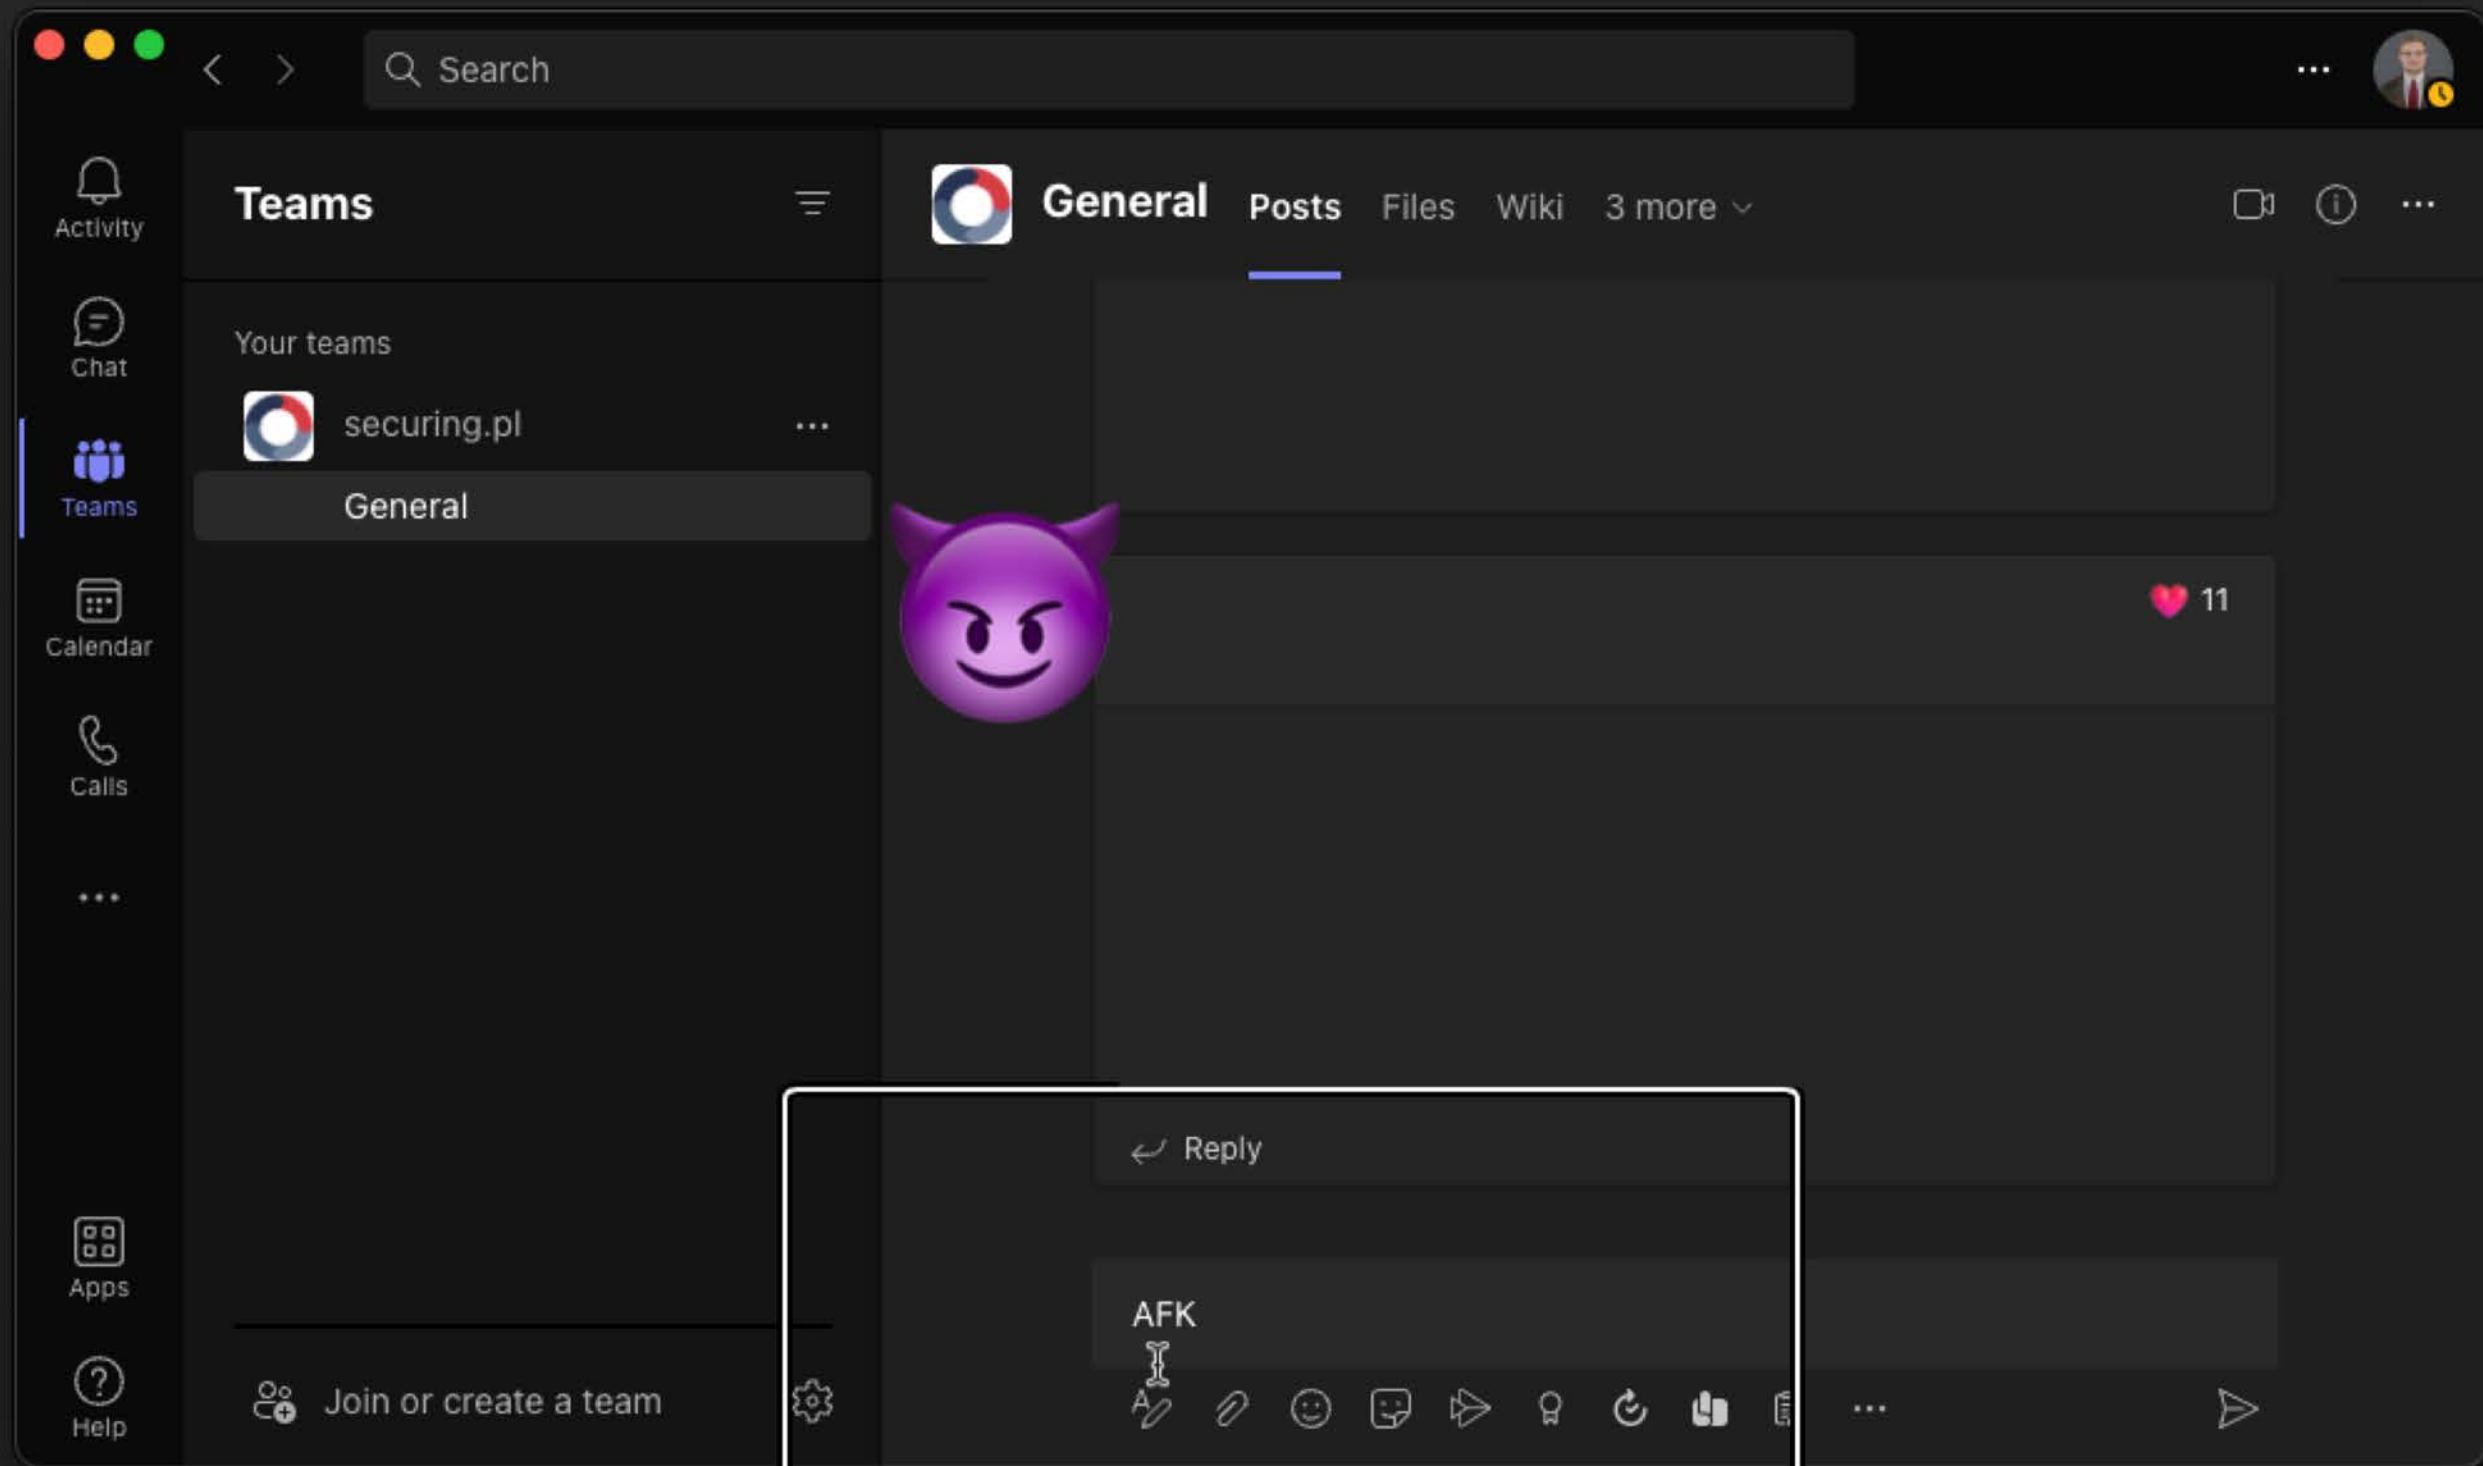 Search
Activity
Chat
Teams
Calendar
Calls
Apps
Help
Teams
Your teams
securing.pl
General
Join or create a team
General Posts Files Wiki 3 more
11
Reply
AFK